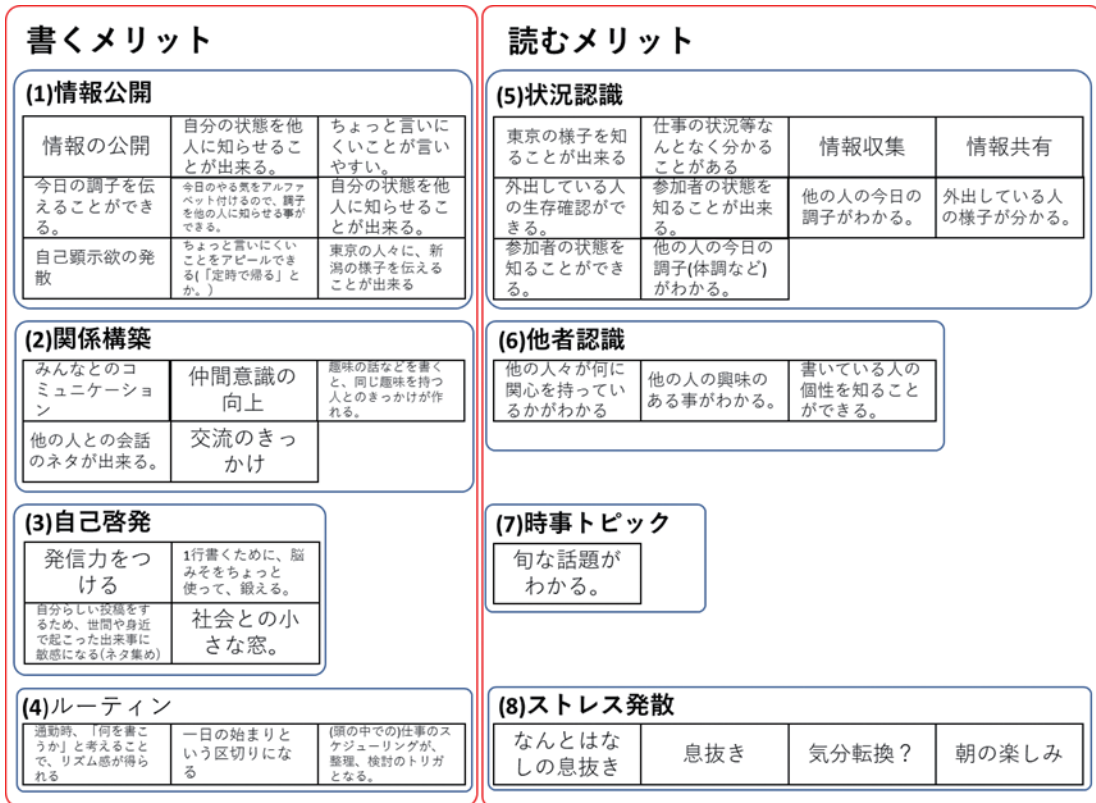 書くメリット
(1)情報公開
情報の公開
自分の状態を他
人に知らせるこ
とが出来る。
ちょっと言いに
くいことが言い
やすい。
今日の調子を伝
えることができ
る。
今日のやる気をアルファ
ベット付けるので、調子
を他の人に知らせる事が
できる。
自分の状態を他
人に知らせるこ
とが出来る。
自己顕示欲の発
散
ちょっと言いにくい
ことをアピールでき
る(「定時で帰る」と
か。)
東京の人々に、新
潟の様子を伝える
ことが出来る
(2)関係構築
みんなとのコ
ミュニケーショ
ン
仲間意識の
向上
趣味の話などを書く
と、同じ趣味を持つ
人とのきっかけが作
れる。
他の人との会話
のネタが出来る。
交流のきっ
かけ
(3)自己啓発
発信力をつ
ける
1行書くために、脳
みそをちょっと
使って、鍛える。
自分らしい投稿をす
るため、世間や身近
で起こった出来事に
敏感になる(ネタ集め)
社会との小
さな窓。
(4)ルーティン
通勤時、「何を書こ
うか」と考えること
で、リズム感が得ら
れる
一日の始まりと
いう区切りにな
る
(頭の中での)仕事のス
ケジューリングが、
整理、検討のトリガ
となる。
読むメリット
(5)状況認識
東京の様子を知
ることが出来る
仕事の状況等な
んとなく分かる
ことがある
情報収集
情報共有
外出している人
の生存確認がで
きる。
参加者の状態を
知ることが出来
る。
他の人の今日の
調子がわかる。
外出している人
の様子が分かる。
参加者の状態を
知ることができ
る。
他の人の今日の
調子(体調など)
がわかる。
(6)他者認識
他の人々が何に
関心を持ってい
るかがわかる
他の人の興味の
ある事がわかる。
書いている人の
個性を知ること
ができる。
(7)時事トピック
旬な話題が
わかる。
(8)ストレス発散
なんとはな
しの息抜き
息抜き
気分転換？
朝の楽しみ